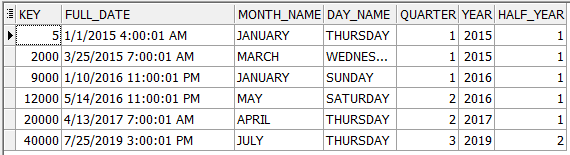 KEY FULL_DATE MONTH_NAME DAY_NAME QUARTER YEAR HALF_YEAR
5 1/1/2015 4:00:01 AM JANUARY THURSDAY 1 2015 1
2000 3/25/2015 7:00:01 AM MARCH WEDNES... 1 2015 1
9000 1/10/2016 11:00:01 PM JANUARY SUNDAY 1 2016 1
12000 5/14/2016 11:00:01 PM MAY SATURDAY 2 2016 1
20000 4/13/2017 7:00:01 AM APRIL THURSDAY 2 2017 1
40000 7/25/2019 3:00:01 PM JULY THURSDAY 3 2019 2